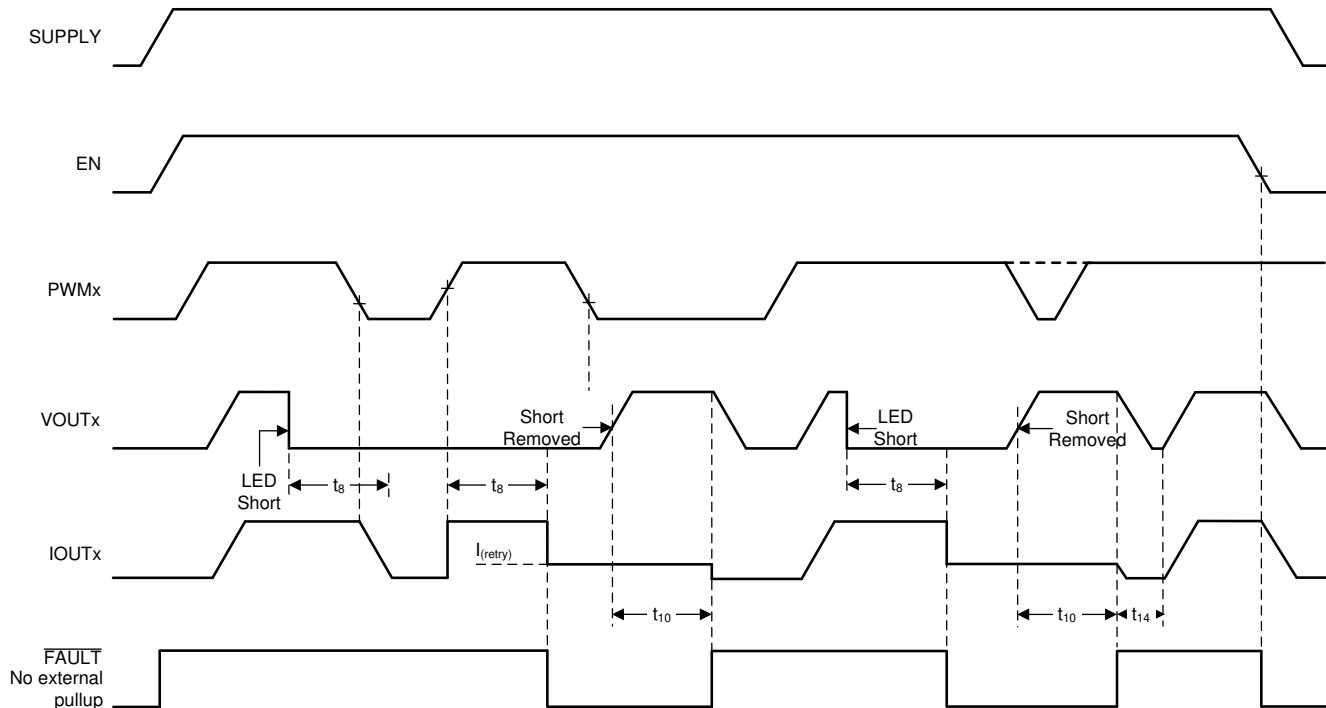 SUPPLY
EN
PWMx
VOUTx
LED
Short
Short
Removed
LED
Short
Short
Removed
t8
t8
t8
IOUTx
I(retry)
t10
t10
t14
FAULT
No external
pullup